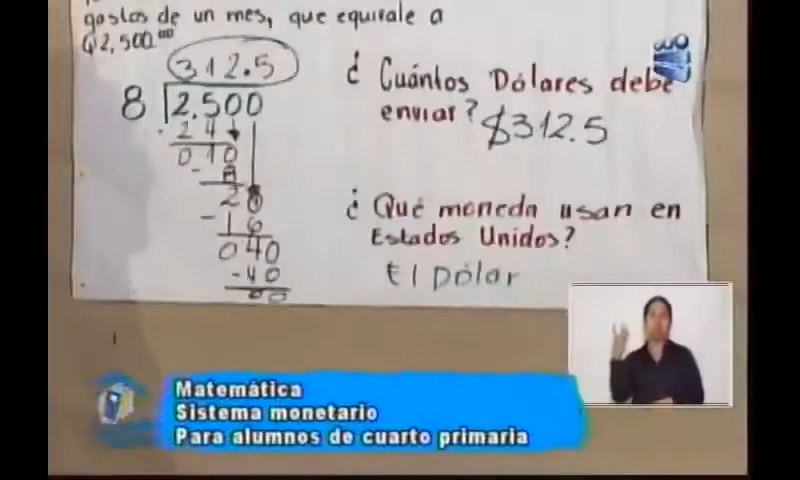 gastos de un mes, que equivale a
Q2,500.00
312.5
8 2.500
24
010
- 8
20
- 16
040
-40
00
¿ Cuántos Dólares debe
enviar? $312.5
¿ Qué moneda usan en
Estados Unidos?
El Dólar
Matemática
Sistema monetario
Para alumnos de cuarto primaria